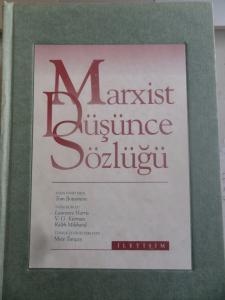 Marxist
Düşünce
Sözlüğü
Tom Bottomore
Laurence Harris
V. G. Kiernan
Ralph Miliband
Mete Tunçay
İLETİŞİM